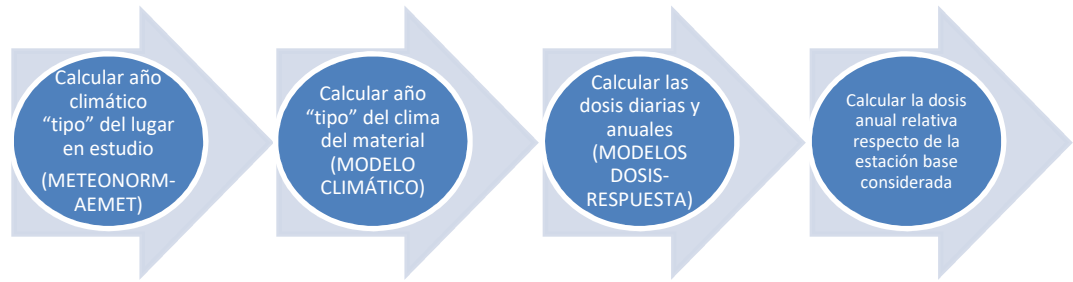 Calcular año
climático
“tipo” del lugar
en estudio
(METEONORM-
AEMET)
Calcular año
“tipo” del clima
del material
(MODELO
CLIMÁTICO)
Calcular las
dosis diarias y
anuales
(MODELOS
DOSIS-
RESPUESTA)
Calcular la dosis
anual relativa
respecto de la
estación base
considerada